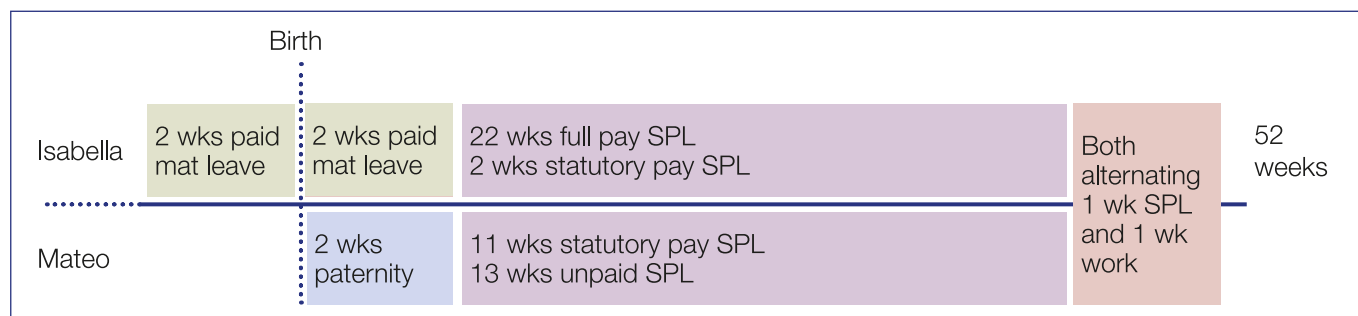 Birth
Isabella
2 wks paid
mat leave
2 wks paid
mat leave
22 wks full pay SPL
2 wks statutory pay SPL
Both
alternating
1 wk SPL
and 1 wk
work
52
weeks
Mateo
2 wks
paternity
11 wks statutory pay SPL
13 wks unpaid SPL